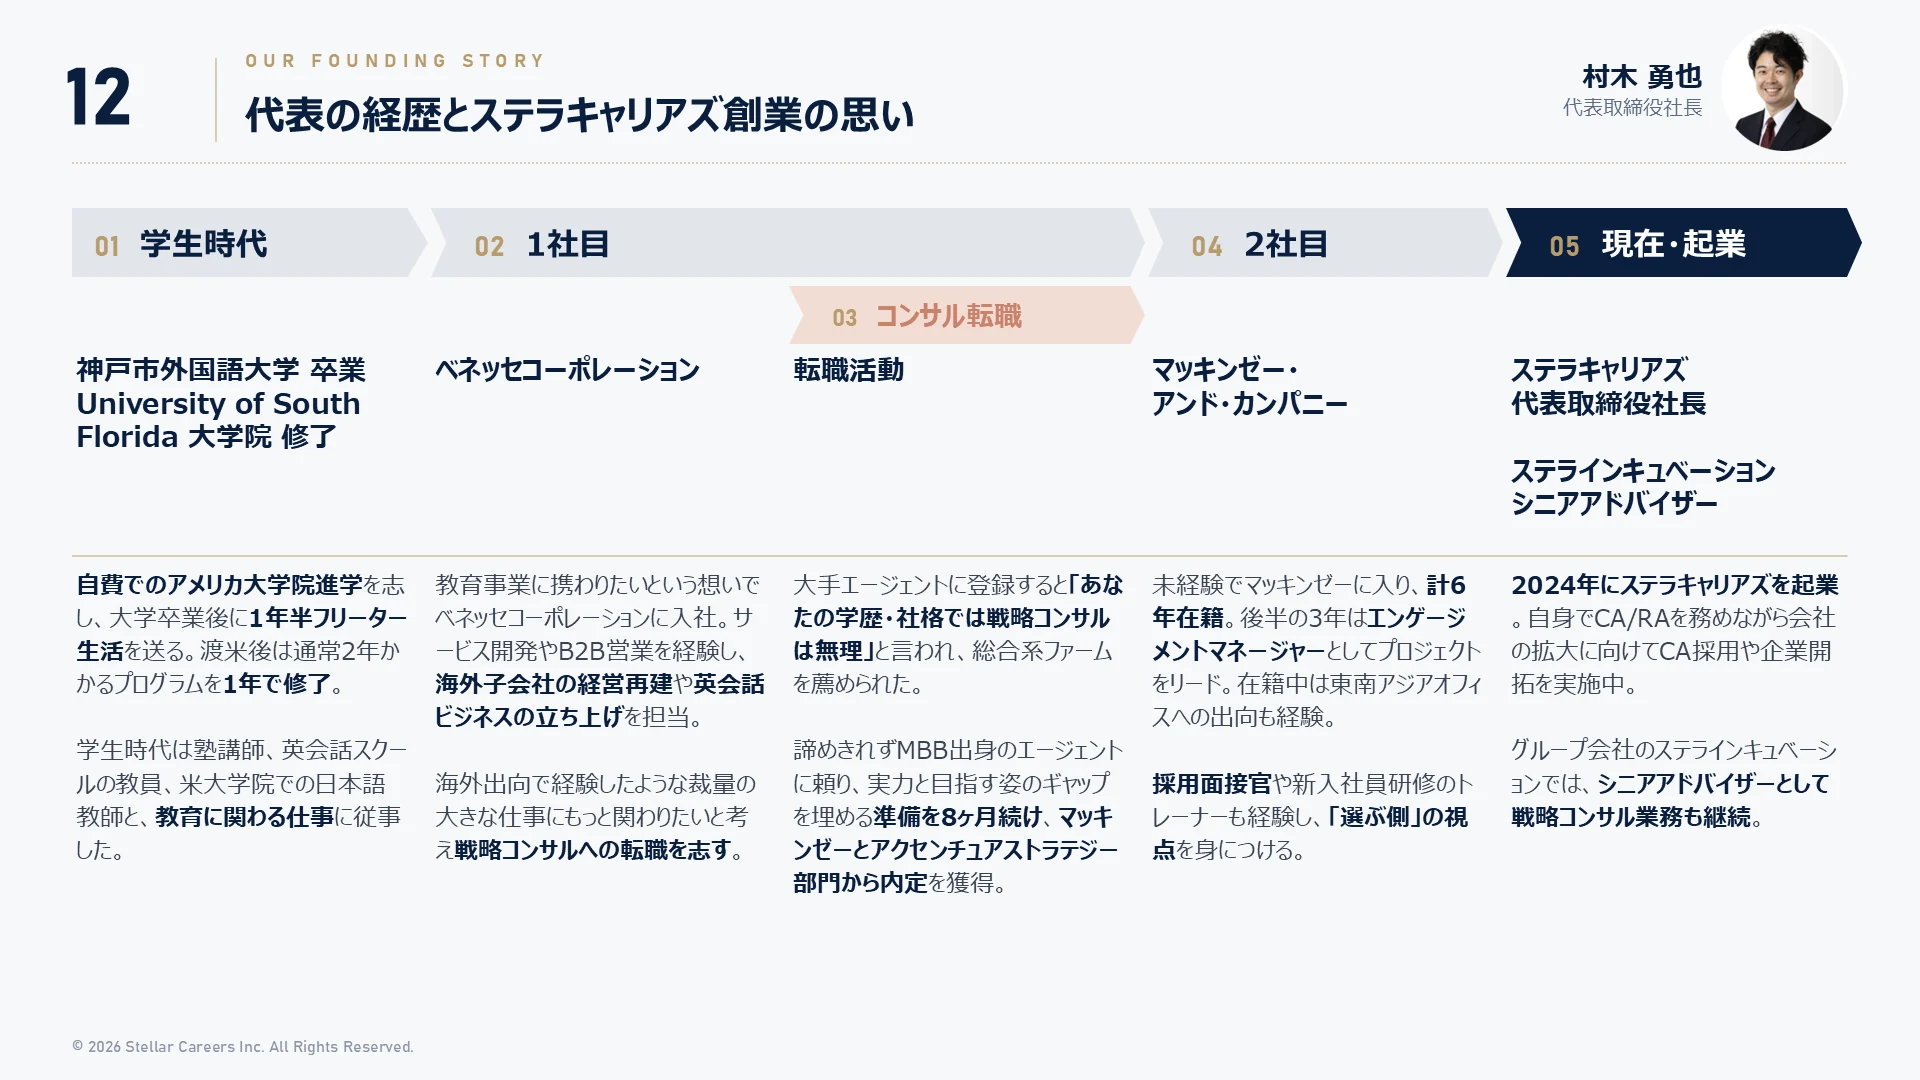 12
OUR FOUNDING STORY
代表の経歴とステラキャリアズ創業の思い
村木 勇也
代表取締役社長
01 学生時代
02 1社目
04 2社目
05 現在・起業
03 コンサル転職
神戸市外国語大学 卒業
University of South
Florida 大学院 修了
自費でのアメリカ大学院進学を志
し、大学卒業後に1年半フリーター
生活を送る。渡米後は通常2年か
かるプログラムを1年で修了。
学生時代は塾講師、英会話スクー
ルの教員、米大学院での日本語
教師と、教育に関わる仕事に従事
した。
ベネッセコーポレーション
教育事業に携わりたいという想いで
ベネッセコーポレーションに入社。サ
ービス開発やB2B営業を経験し、
海外子会社の経営再建や英会話
ビジネスの立ち上げを担当。
海外出向で経験したような裁量の
大きな仕事にもっと関わりたいと考
え戦略コンサルへの転職を志す。
転職活動
大手エージェントに登録すると「あな
たの学歴・社格では戦略コンサル
は無理」と言われ、総合系ファーム
を薦められた。
諦めきれずMBB出身のエージェント
に頼り、実力と目指す姿のギャップ
を埋める準備を8ヶ月続け、マッキ
ンゼーとアクセンチュアストラテジー
部門から内定を獲得。
マッキンゼー・
アンド・カンパニー
未経験でマッキンゼーに入り、計6
年在籍。後半の3年はエンゲージ
メントマネージャーとしてプロジェクト
をリード。在籍中は東南アジアオフィ
スへの出向も経験。
採用面接官や新入社員研修のト
レーナーも経験し、「選ぶ側」の視
点を身につける。
ステラキャリアズ
代表取締役社長
ステラインキュベーション
シニアアドバイザー
2024年にステラキャリアズを起業
。自身でCA/RAを務めながら会社
の拡大に向けてCA採用や企業開
拓を実施中。
グループ会社のステラインキュベーシ
ョンでは、シニアアドバイザーとして
戦略コンサル業務も継続。
© 2026 Stellar Careers Inc. All Rights Reserved.